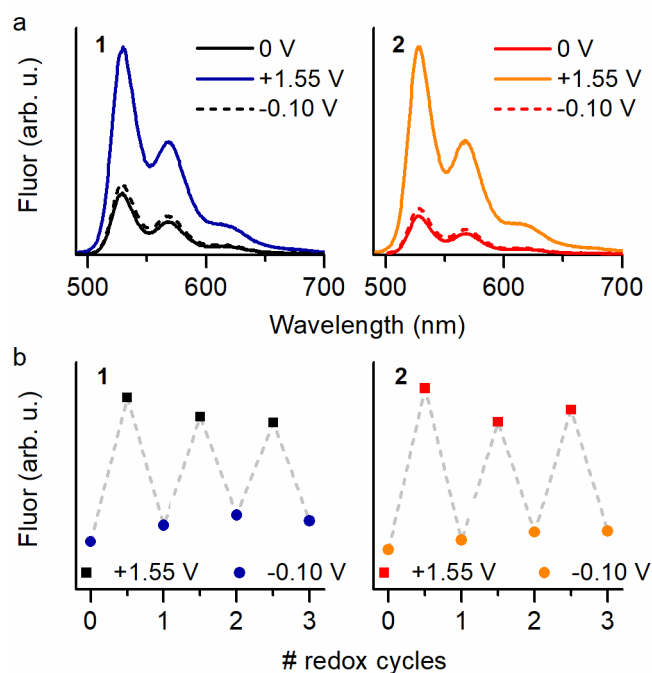 a
1
0 V
+1.55 V
-0.10 V
2
0 V
+1.55 V
-0.10 V
Fluor (arb. u.)
500 600 700
500 600 700
Wavelength (nm)
b
1
2
Fluor (arb. u.)
+1.55 V -0.10 V
+1.55 V -0.10 V
0 1 2 3
0 1 2 3
# redox cycles